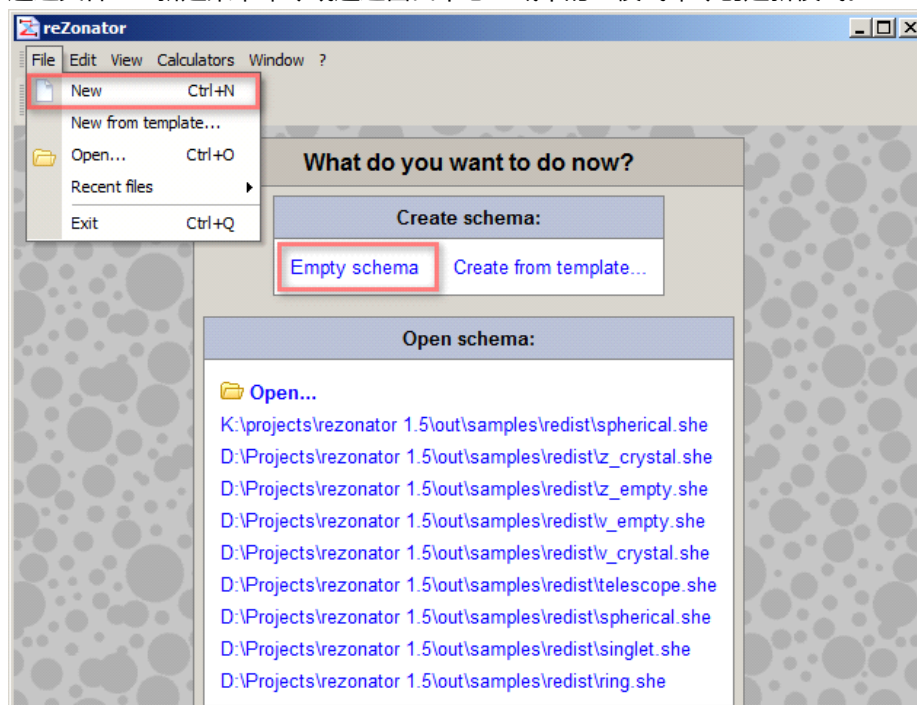 reZonator
File Edit View Calculators Window ?
New Ctrl+N
New from template...
Open... Ctrl+O
Recent files
Exit Ctrl+Q
What do you want to do now?
Create schema:
Empty schema Create from template...
Open schema:
Open...
K:\projects\rezonator 1.5\out\samples\redist\spherical.she
D:\Projects\rezonator 1.5\out\samples\redist\z_crystal.she
D:\Projects\rezonator 1.5\out\samples\redist\z_empty.she
D:\Projects\rezonator 1.5\out\samples\redist\v_empty.she
D:\Projects\rezonator 1.5\out\samples\redist\v_crystal.she
D:\Projects\rezonator 1.5\out\samples\redist\telescope.she
D:\Projects\rezonator 1.5\out\samples\redist\spherical.she
D:\Projects\rezonator 1.5\out\samples\redist\singlet.she
D:\Projects\rezonator 1.5\out\samples\redist\ring.she